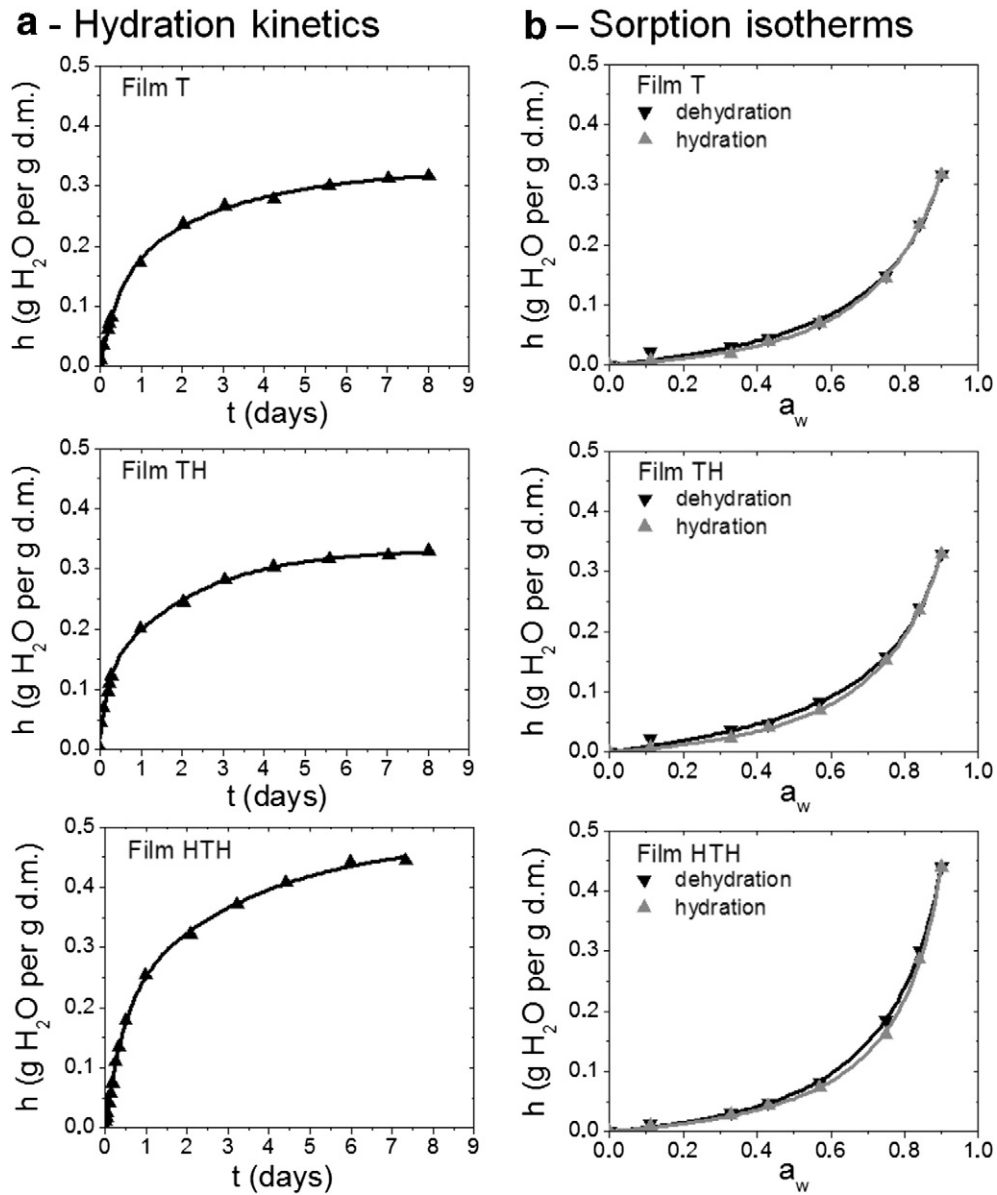 a - Hydration kinetics
b – Sorption isotherms
Film T
h (g H₂O per g d.m.)
0.5
0.4
0.3
0.2
0.1
0.0
0 1 2 3 4 5 6 7 8 9
t (days)
Film T
dehydration
hydration
h (g H₂O per g d.m.)
0.5
0.4
0.3
0.2
0.1
0.0
0.0 0.2 0.4 0.6 0.8 1.0
a_w
Film TH
h (g H₂O per g d.m.)
0.5
0.4
0.3
0.2
0.1
0.0
0 1 2 3 4 5 6 7 8 9
t (days)
Film TH
dehydration
hydration
h (g H₂O per g d.m.)
0.5
0.4
0.3
0.2
0.1
0.0
0.0 0.2 0.4 0.6 0.8 1.0
a_w
Film HTH
h (g H₂O per g d.m.)
0.5
0.4
0.3
0.2
0.1
0.0
0 1 2 3 4 5 6 7 8 9
t (days)
Film HTH
dehydration
hydration
h (g H₂O per g d.m.)
0.5
0.4
0.3
0.2
0.1
0.0
0.0 0.2 0.4 0.6 0.8 1.0
a_w